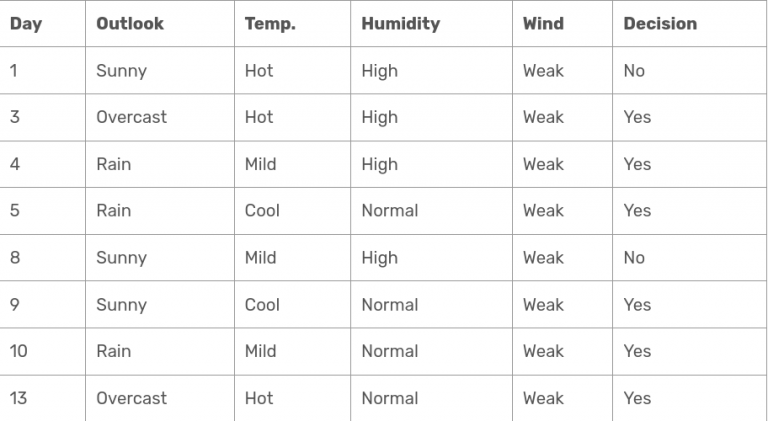 Day Outlook Temp. Humidity Wind Decision
1 Sunny Hot High Weak No
3 Overcast Hot High Weak Yes
4 Rain Mild High Weak Yes
5 Rain Cool Normal Weak Yes
8 Sunny Mild High Weak No
9 Sunny Cool Normal Weak Yes
10 Rain Mild Normal Weak Yes
13 Overcast Hot Normal Weak Yes